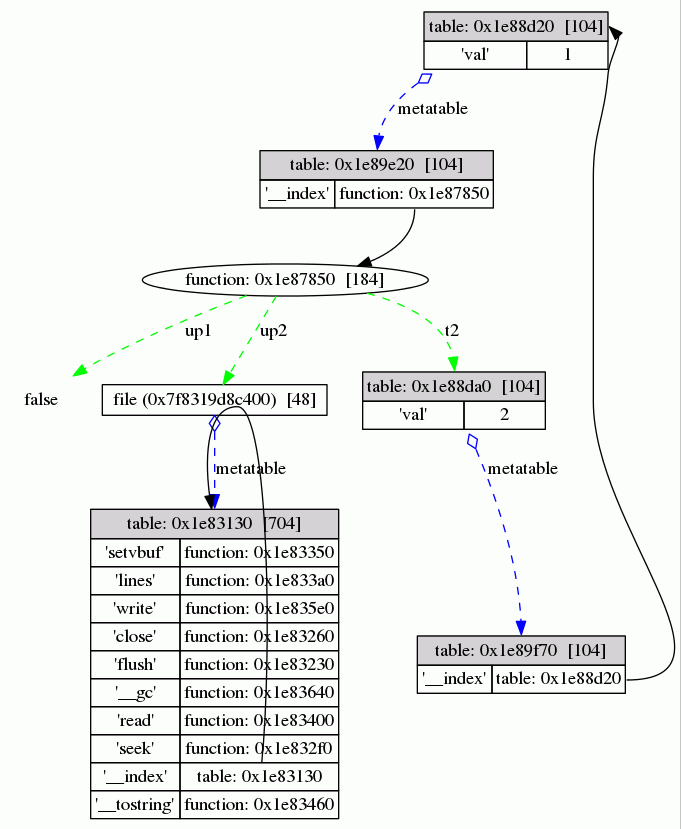 table: 0x1e88d20 [104]
'val' 1
metatable
table: 0x1e89e20 [104]
'__index' function: 0x1e87850
function: 0x1e87850 [184]
up1 up2 t2
false
file (0x7f8319d8c400) [48]
table: 0x1e88da0 [104]
'val' 2
metatable
metatable
table: 0x1e83130 [704]
'setvbuf' function: 0x1e83350
'lines' function: 0x1e833a0
'write' function: 0x1e835e0
'close' function: 0x1e83260
'flush' function: 0x1e83230
'__gc' function: 0x1e83640
'read' function: 0x1e83400
'seek' function: 0x1e832f0
'__index' table: 0x1e83130
'__tostring' function: 0x1e83460
table: 0x1e89f70 [104]
'__index' table: 0x1e88d20